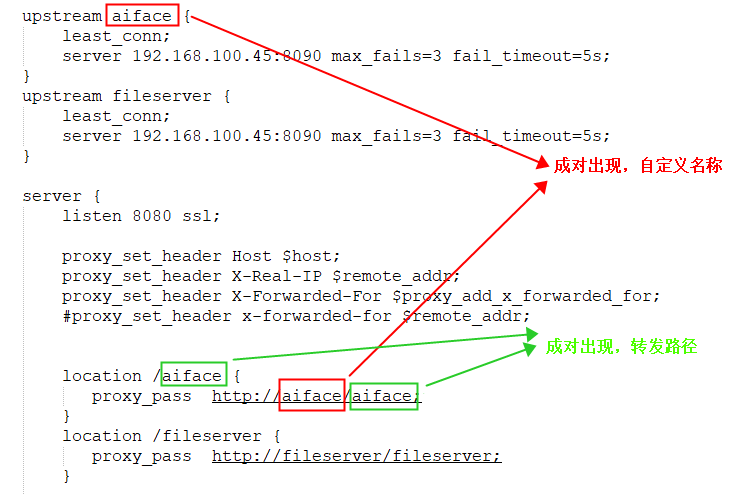 upstream aiface {
least_conn;
server 192.168.100.45:8090 max_fails=3 fail_timeout=5s;
}
upstream fileserver {
least_conn;
server 192.168.100.45:8090 max_fails=3 fail_timeout=5s;
}
成对出现，自定义名称
server {
listen 8080 ssl;
proxy_set_header Host $host;
proxy_set_header X-Real-IP $remote_addr;
proxy_set_header X-Forwarded-For $proxy_add_x_forwarded_for;
#proxy_set_header x-forwarded-for $remote_addr;
成对出现，转发路径
location /aiface {
proxy_pass  http://aiface/aiface;
}
location /fileserver {
proxy_pass  http://fileserver/fileserver;
}